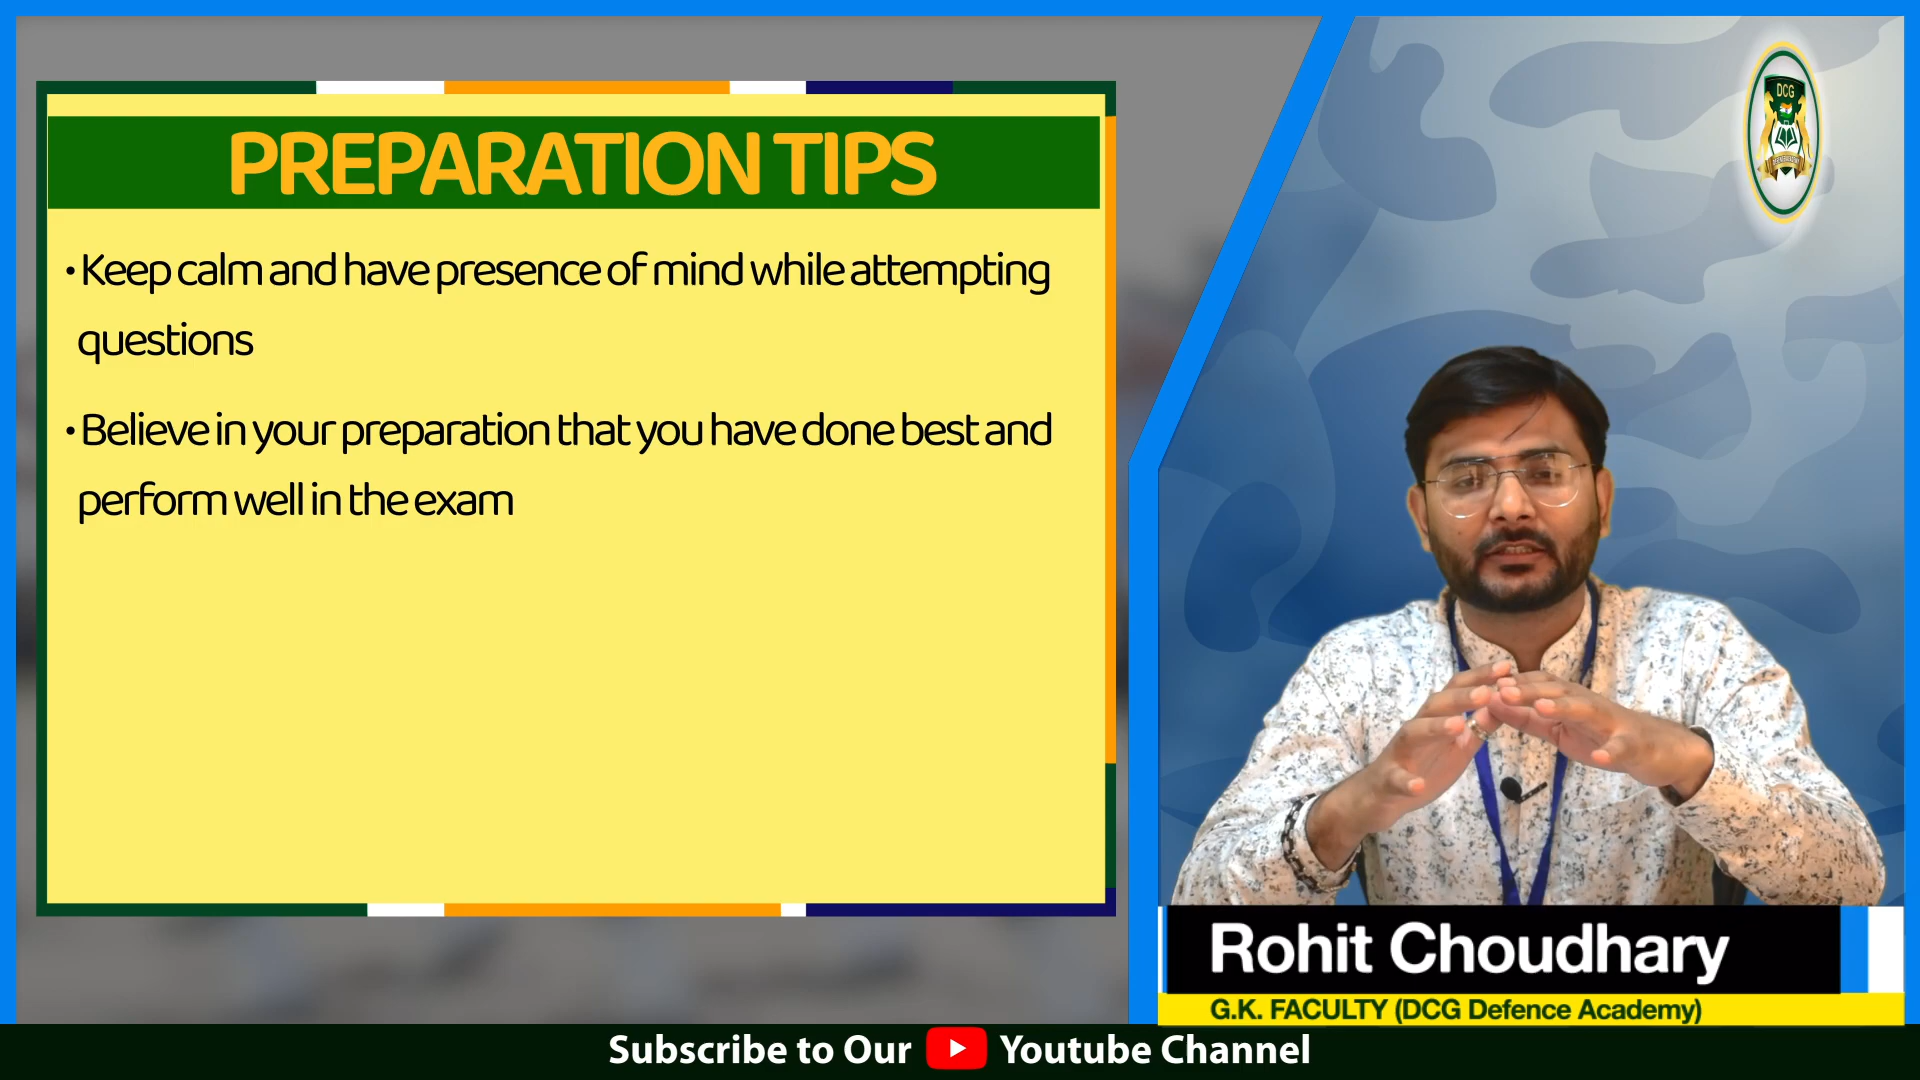 PREPARATION TIPS
• Keep calm and have presence of mind while attempting
questions
• Believe in your preparation that you have done best and
perform well in the exam
DCG
Rohit Choudhary
G.K. FACULTY (DCG Defence Academy)
Subscribe to Our Youtube Channel